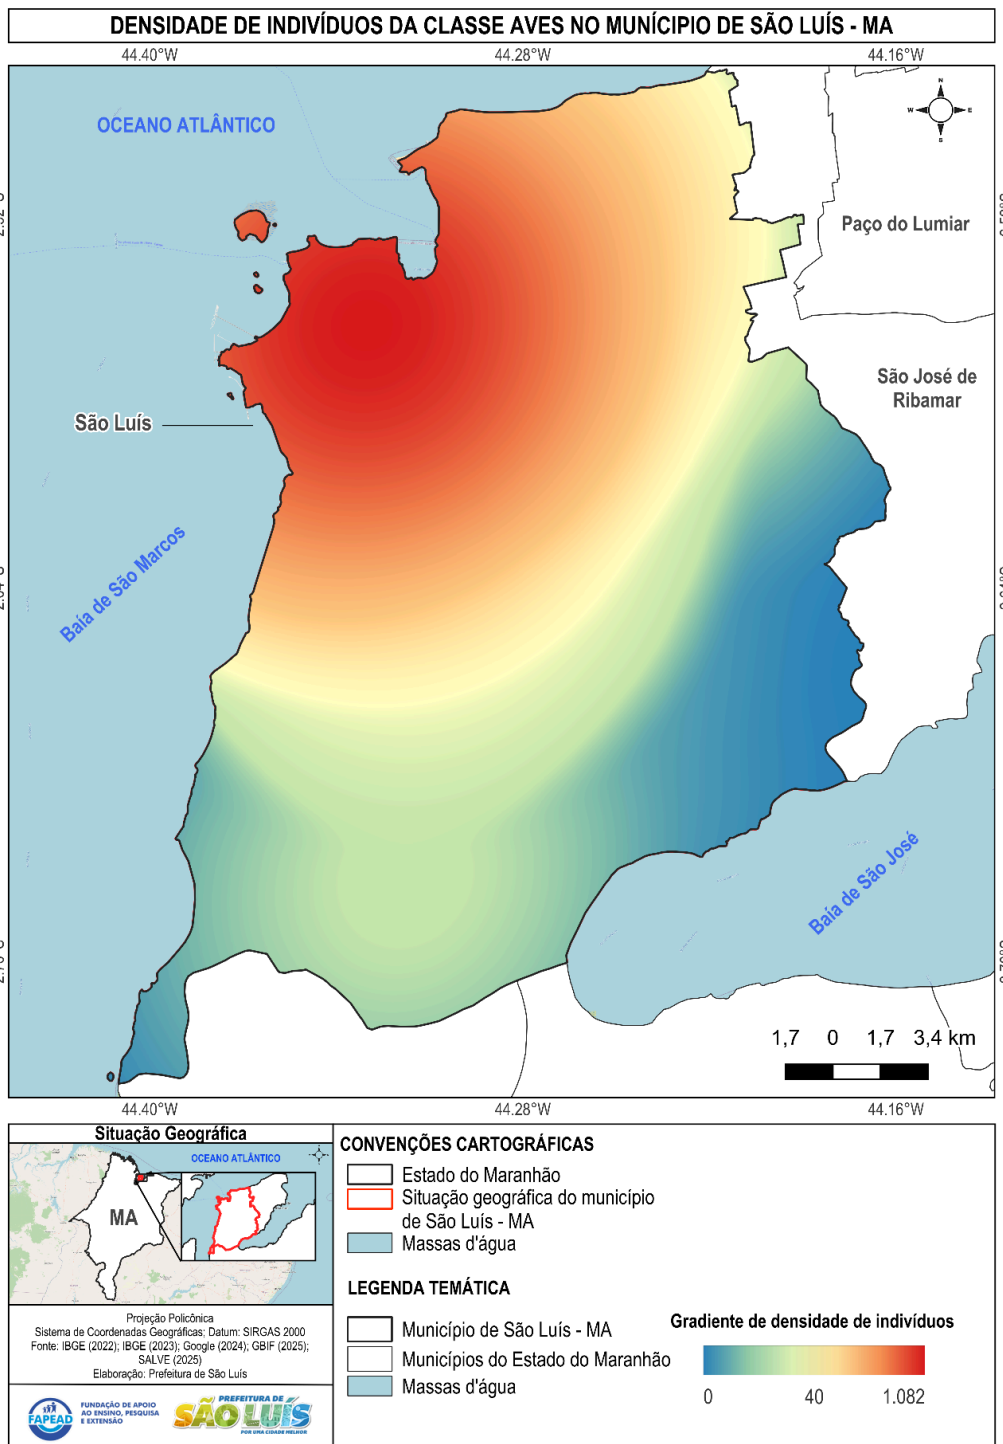 DENSIDADE DE INDIVÍDUOS DA CLASSE AVES NO MUNÍCIPIO DE SÃO LUÍS - MA
44.40°W
44.28°W
44.16°W
OCEANO ATLÂNTICO
N
W
E
S
Paço do Lumiar
São José de
Ribamar
São Luís
Baía de São Marcos
Baía de São José
1,7 0 1,7 3,4 km
44.40°W
44.28°W
44.16°W
Situação Geográfica
OCEANO ATLÂNTICO
MA
Projeção Policônica
Sistema de Coordenadas Geográficas; Datum: SIRGAS 2000
Fonte: IBGE (2022); IBGE (2023); Google (2024); GBIF (2025);
SALVE (2025)
Elaboração: Prefeitura de São Luís
FAPEAD
FUNDAÇÃO DE APOIO
AO ENSINO, PESQUISA
E EXTENSÃO
PREFEITURA DE
SÃO LUÍS
POR UMA CIDADE MELHOR
CONVENÇÕES CARTOGRÁFICAS
Estado do Maranhão
Situação geográfica do município
de São Luís - MA
Massas d'água
LEGENDA TEMÁTICA
Município de São Luís - MA
Municípios do Estado do Maranhão
Massas d'água
Gradiente de densidade de indivíduos
0 40 1.082